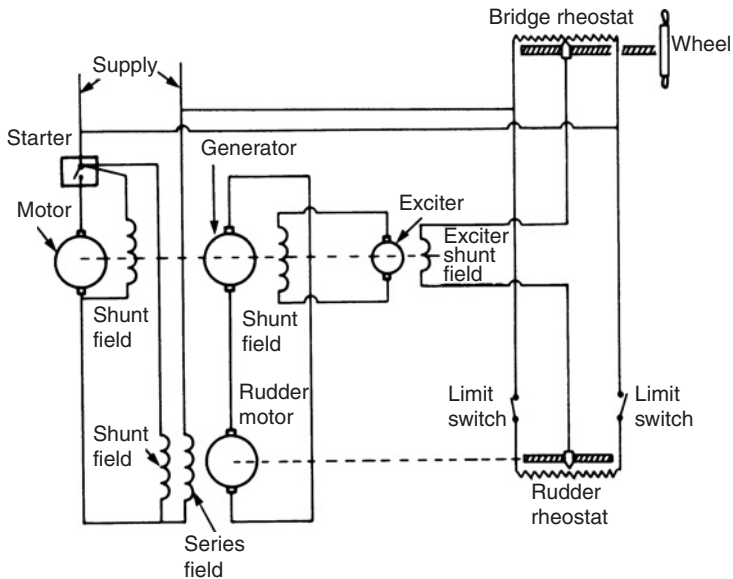 Bridge rheostat
Wheel
Supply
Starter
Generator
Motor
Exciter
Exciter
shunt
field
Shunt
field
Shunt
field
Rudder
motor
Limit
switch
Limit
switch
Shunt
field
Rudder
rheostat
Series
field